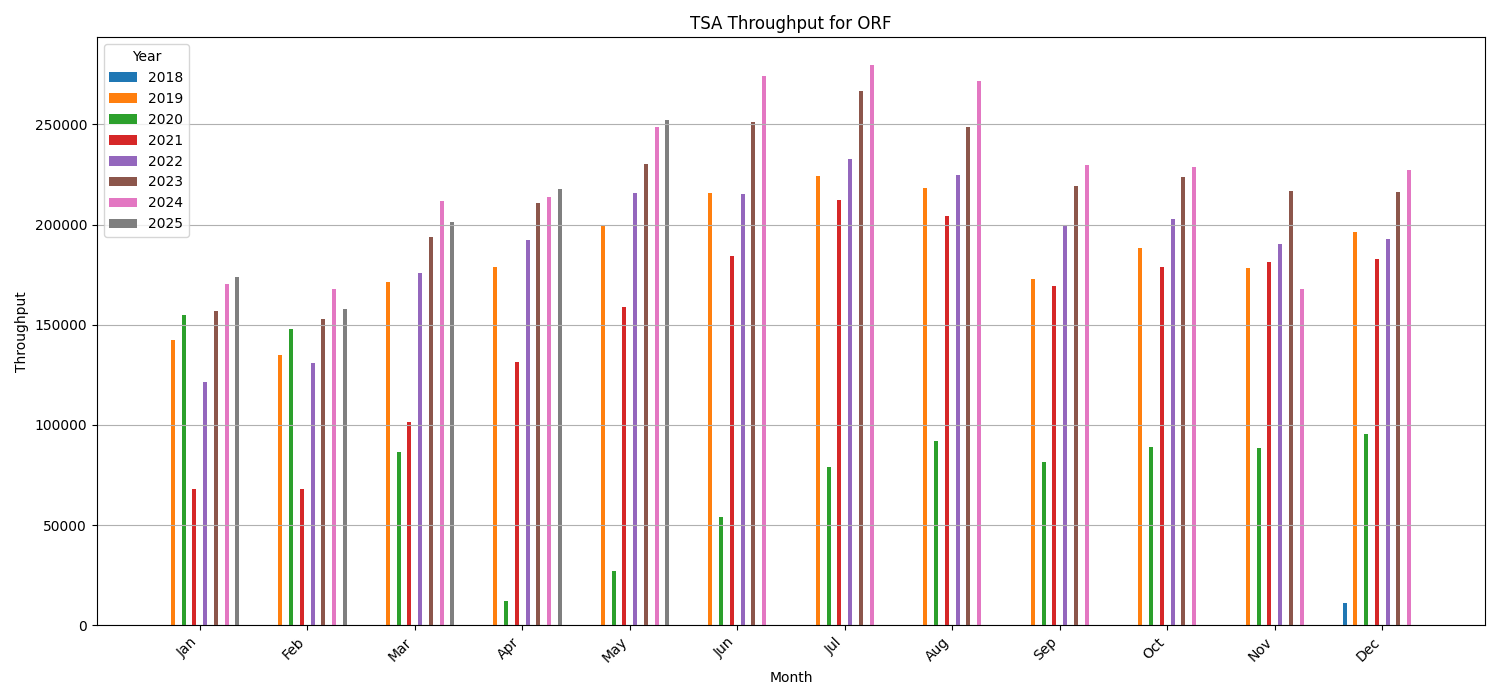 TSA Throughput for ORF
Year
2018
2019
2020
2021
2022
2023
2024
2025
Throughput
250000
200000
150000
100000
50000
0
Jan
Feb
Mar
Apr
May
Jun
Jul
Aug
Sep
Oct
Nov
Dec
Month